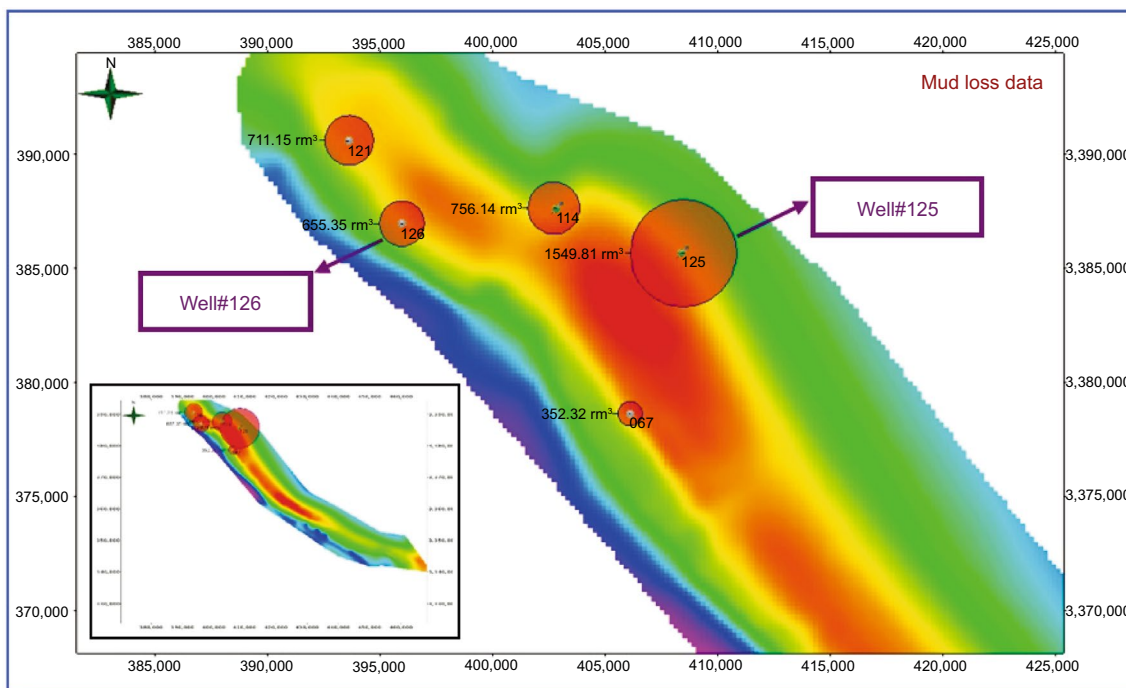 385,000 390,000 395,000 400,000 405,000 410,000 415,000 420,000 425,000
N
Mud loss data
390,000
3,390,000
711.15 rm³
121
756.14 rm³
114
Well#125
655.35 rm³
126
1549.81 rm³
125
385,000
3,385,000
Well#126
380,000
3,380,000
352.32 rm³
067
375,000
3,375,000
370,000
3,370,000
385,000 390,000 395,000 400,000 405,000 410,000 415,000 420,000 425,000